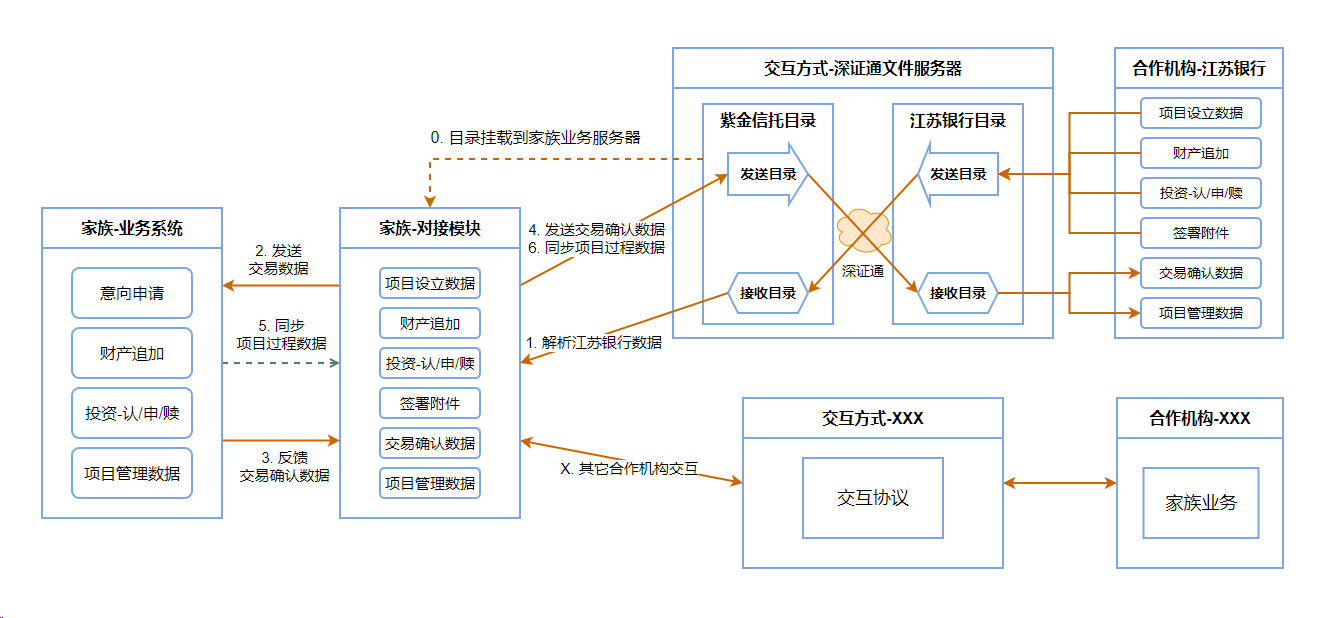 交互方式-深证通文件服务器
合作机构-江苏银行
紫金信托目录
江苏银行目录
发送目录
发送目录
深证通
接收目录
接收目录
项目设立数据
财产追加
投资-认/申/赎
签署附件
交易确认数据
项目管理数据
0. 目录挂载到家族业务服务器
家族-业务系统
意向申请
财产追加
投资-认/申/赎
项目管理数据
2. 发送
交易数据
5. 同步
项目过程数据
3. 反馈
交易确认数据
家族-对接模块
项目设立数据
财产追加
投资-认/申/赎
签署附件
交易确认数据
项目管理数据
4. 发送交易确认数据
6. 同步项目过程数据
1. 解析江苏银行数据
X. 其它合作机构交互
交互方式-XXX
交互协议
合作机构-XXX
家族业务